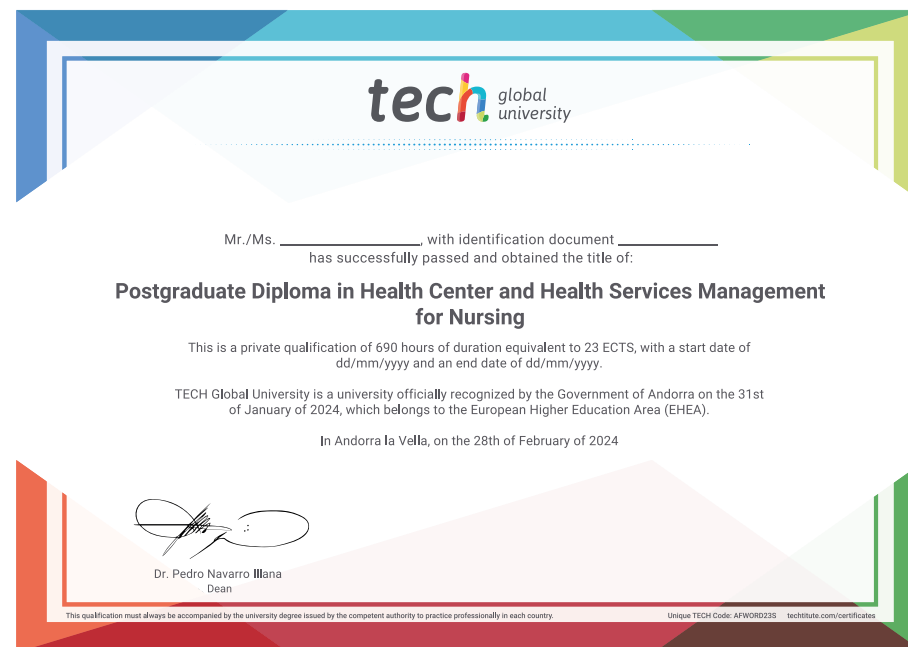 tech global university
Mr./Ms. ____________, with identification document ____________
has successfully passed and obtained the title of:
Postgraduate Diploma in Health Center and Health Services Management
for Nursing
This is a private qualification of 690 hours of duration equivalent to 23 ECTS, with a start date of
dd/mm/yyyy and an end date of dd/mm/yyyy.
TECH Global University is a university officially recognized by the Government of Andorra on the 31st
of January of 2024, which belongs to the European Higher Education Area (EHEA).
In Andorra la Vella, on the 28th of February of 2024
Dr. Pedro Navarro Illana
Dean
This qualification must always be accompanied by the university degree issued by the competent authority to practice professionally in each country.
Unique TECH Code: AFWORD23S techtitute.com/certificates